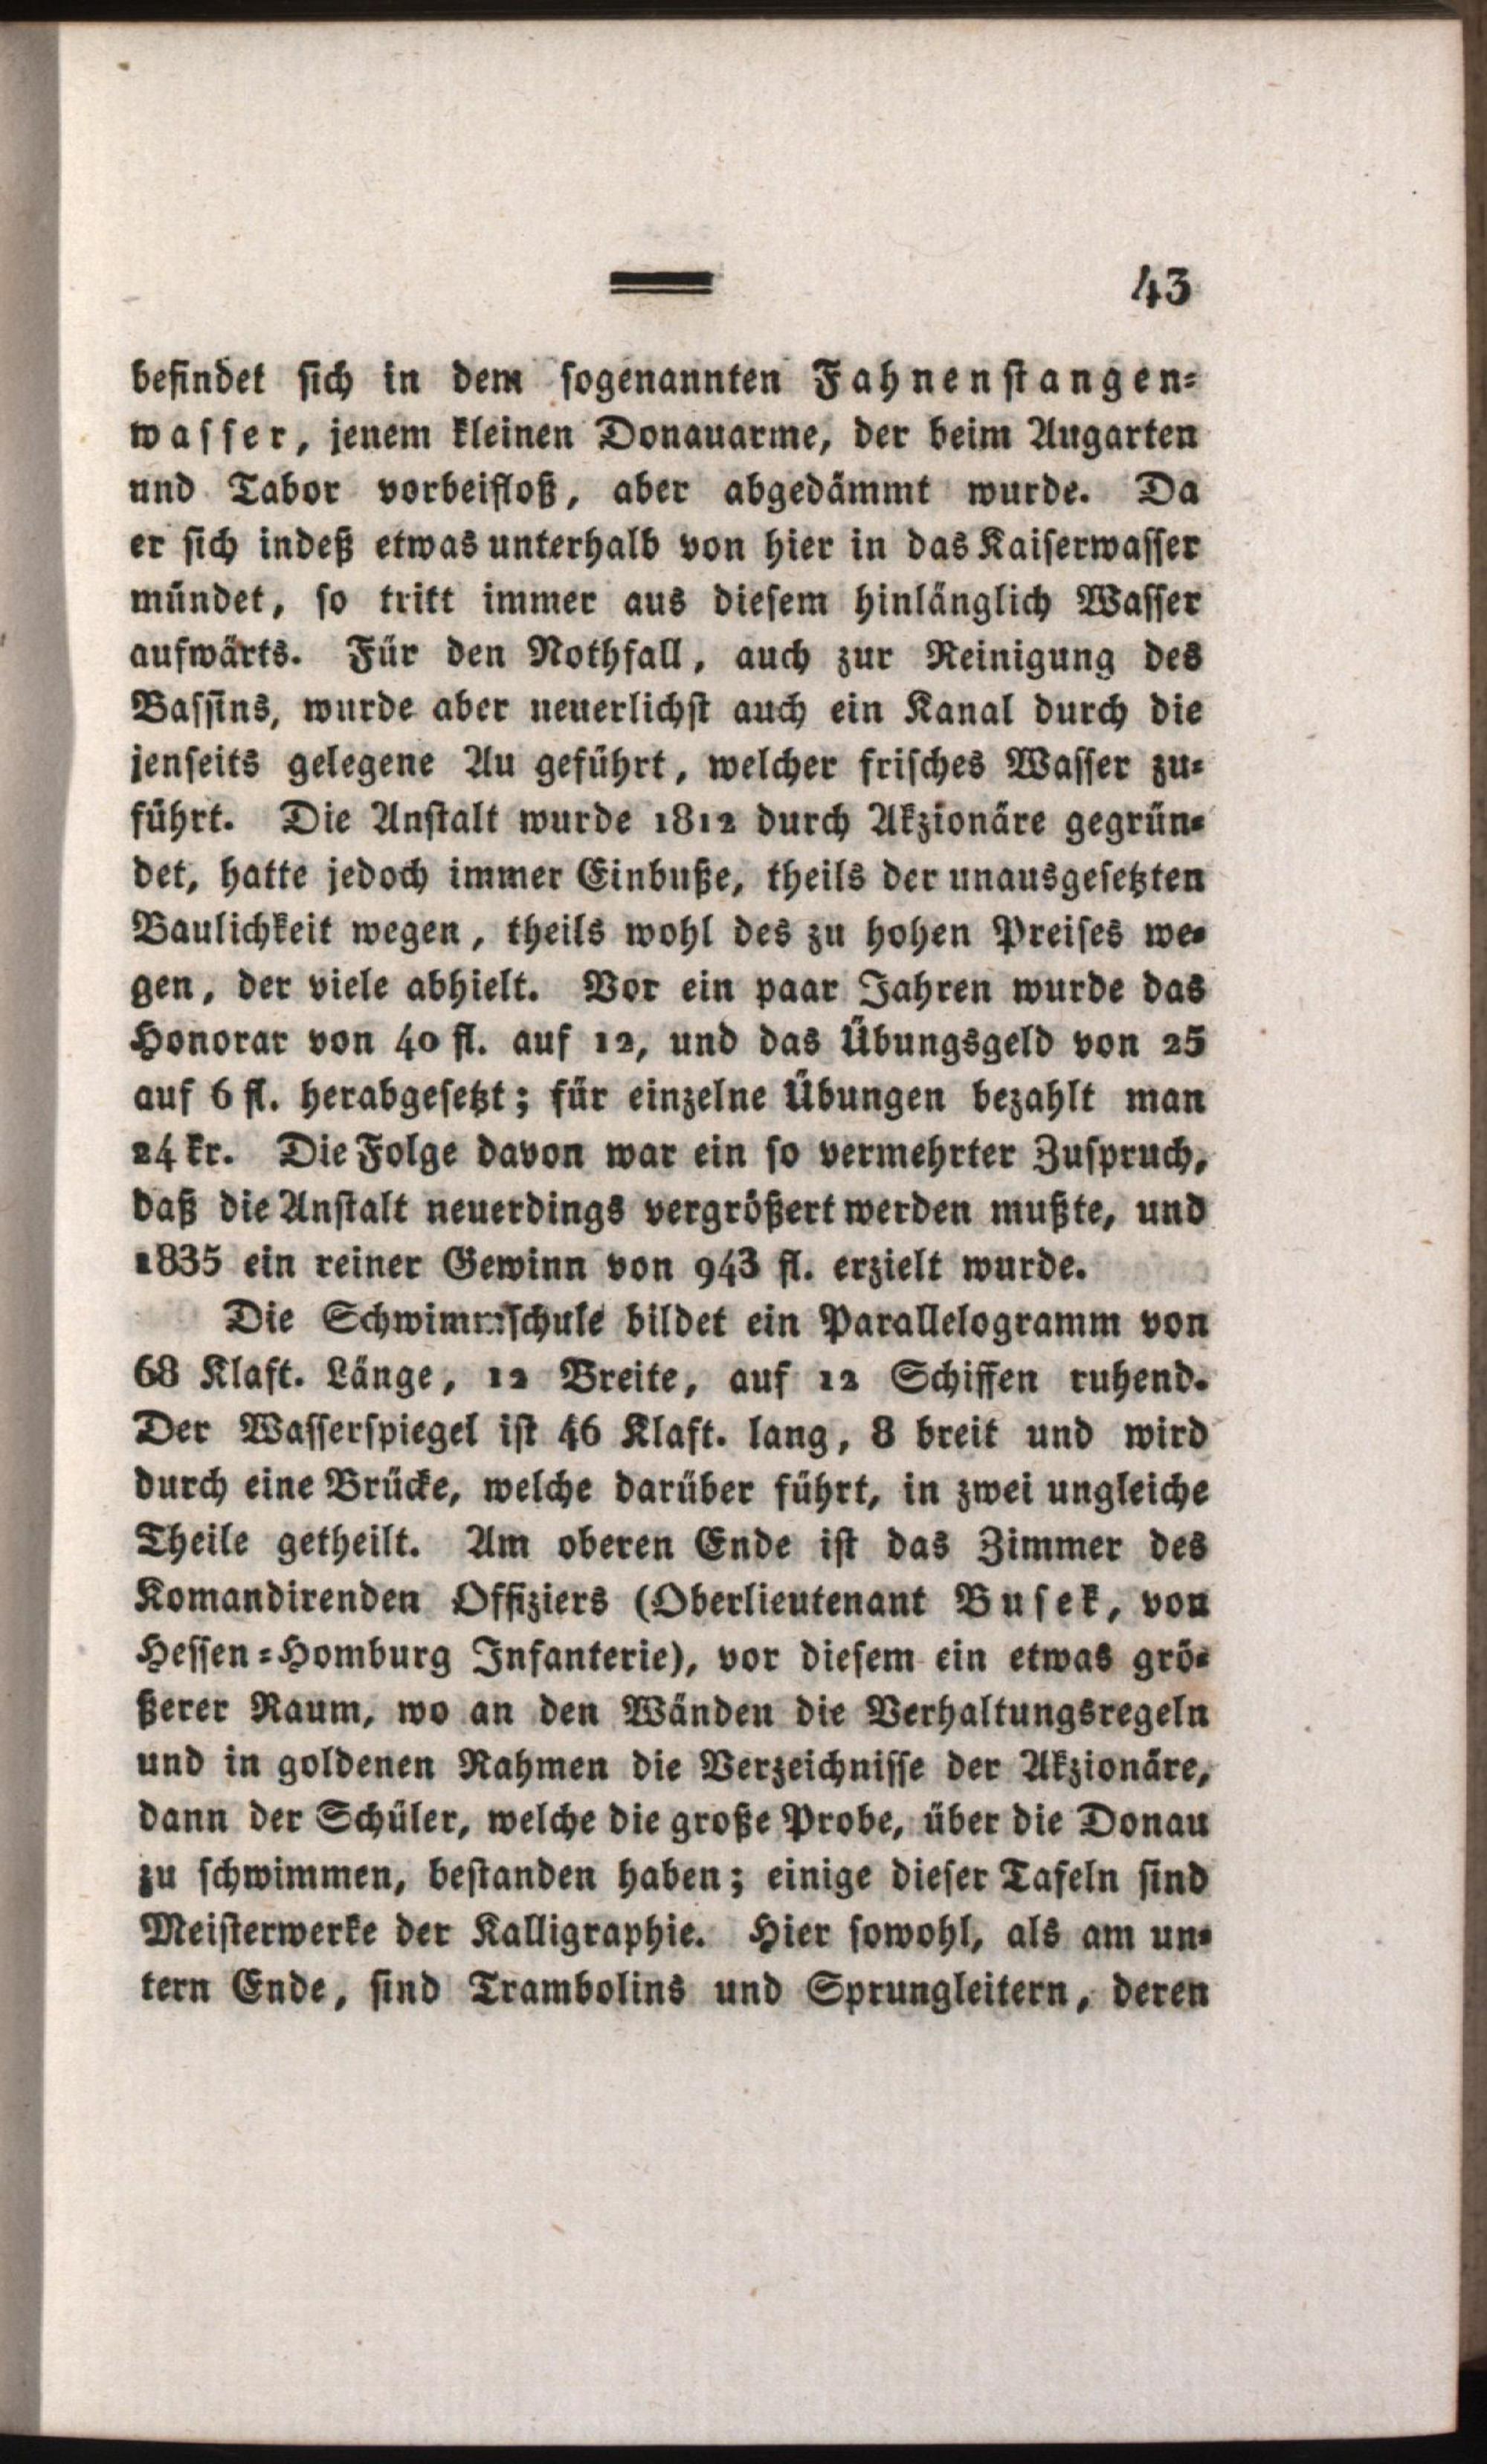 43
befindet sich in dem sogenannten Fahnenstangen-
wasser, jenem kleinen Donauarme, der beim Augarten
und Tabor vorbeifloß, aber abgedämmt wurde. Da
er sich indeß etwas unterhalb von hier in das Kaiserwasser
mündet, so tritt immer aus diesem hinlänglich Wasser
aufwärts. Für den Nothfall, auch zur Reinigung des
Bassins, wurde aber neuerlichst auch ein Kanal durch die
jenseits gelegene Au geführt, welcher frisches Wasser zu-
führt. Die Anstalt wurde 1812 durch Akzionäre gegrün-
det, hatte jedoch immer Einbuße, theils der unausgesetzten
Baulichkeit wegen, theils wohl des zu hohen Preises we-
gen, der viele abhielt. Vor ein paar Jahren wurde das
Honorar von 40 fl. auf 12, und das Übungsgeld von 25
auf 6 fl. herabgesetzt; für einzelne Übungen bezahlt man
24 kr. Die Folge davon war ein so vermehrter Zuspruch,
daß die Anstalt neuerdings vergrößert werden mußte, und
1835 ein reiner Gewinn von 943 fl. erzielt wurde.
Die Schwimmschule bildet ein Parallelogramm von
68 Klaft. Länge, 12 Breite, auf 12 Schiffen ruhend.
Der Wasserspiegel ist 46 Klaft. lang, 8 breit und wird
durch eine Brücke, welche darüber führt, in zwei ungleiche
Theile getheilt. Am oberen Ende ist das Zimmer des
Komandirenden Offiziers (Oberlieutenant Busek, von
Hessen-Homburg Infanterie), vor diesem ein etwas grö-
ßerer Raum, wo an den Wänden die Verhaltungsregeln
und in goldenen Rahmen die Verzeichnisse der Akzionäre,
dann der Schüler, welche die große Probe, über die Donau
zu schwimmen, bestanden haben; einige dieser Tafeln sind
Meisterwerke der Kalligraphie. Hier sowohl, als am un-
tern Ende, sind Trambolins und Sprungleitern, deren